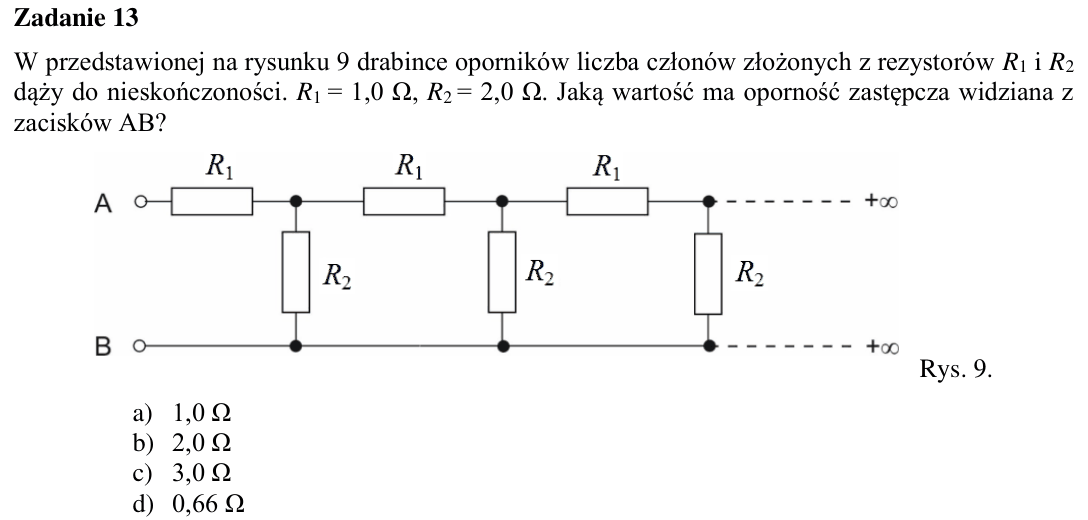 Zadanie 13
W przedstawionej na rysunku 9 drabince oporników liczba członów złożonych z rezystorów R₁ i R₂
dąży do nieskończoności. R₁ = 1,0 Ω, R₂ = 2,0 Ω. Jaką wartość ma oporność zastępcza widziana z
zacisków AB?
R₁ R₁ R₁
A +∞
R₂ R₂ R₂
B +∞
Rys. 9.
a) 1,0 Ω
b) 2,0 Ω
c) 3,0 Ω
d) 0,66 Ω